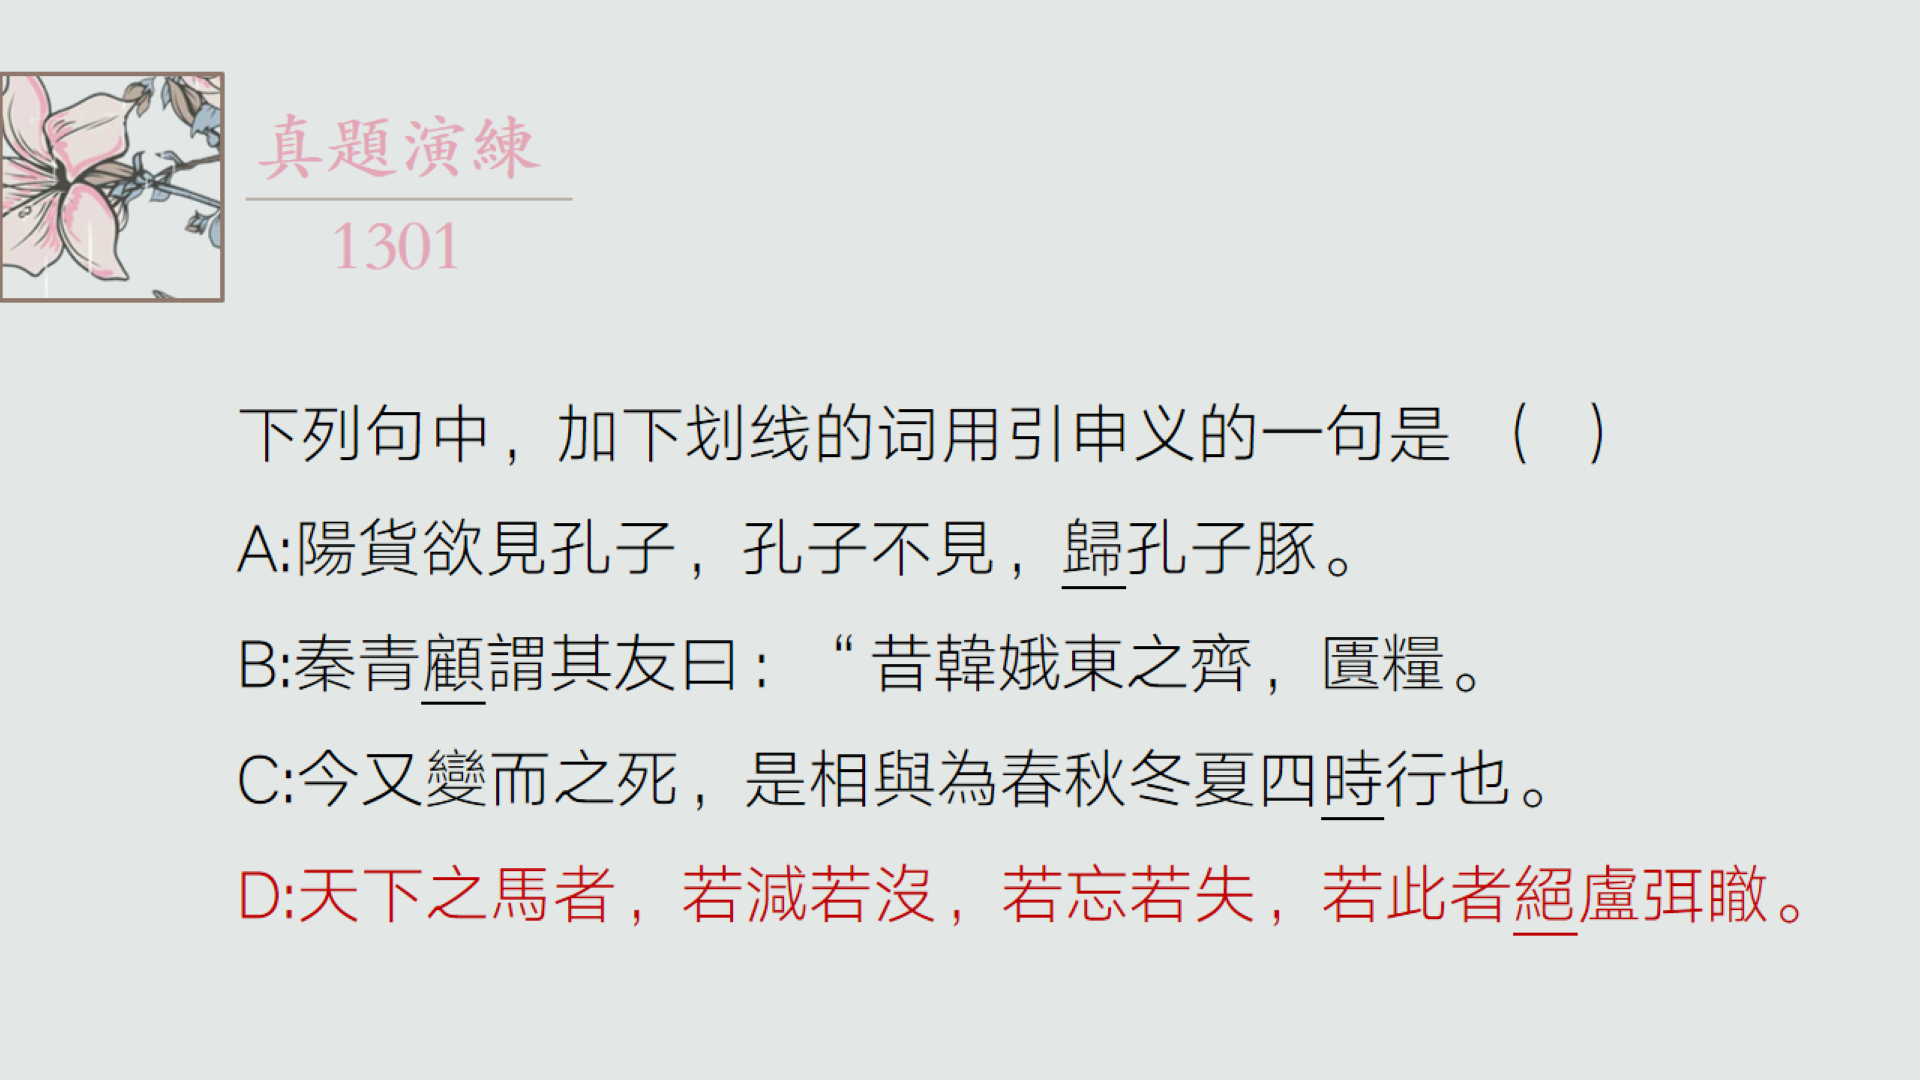 真題演練
1301
下列句中，加下划线的词用引申义的一句是 （ ）
A:陽貨欲見孔子，孔子不見，歸孔子豚。
B:秦青顧謂其友曰：“昔韓娥東之齊，匱糧。
C:今又變而之死，是相與為春秋冬夏四時行也。
D:天下之馬者，若減若沒，若忘若失，若此者絕盧弭瞮。